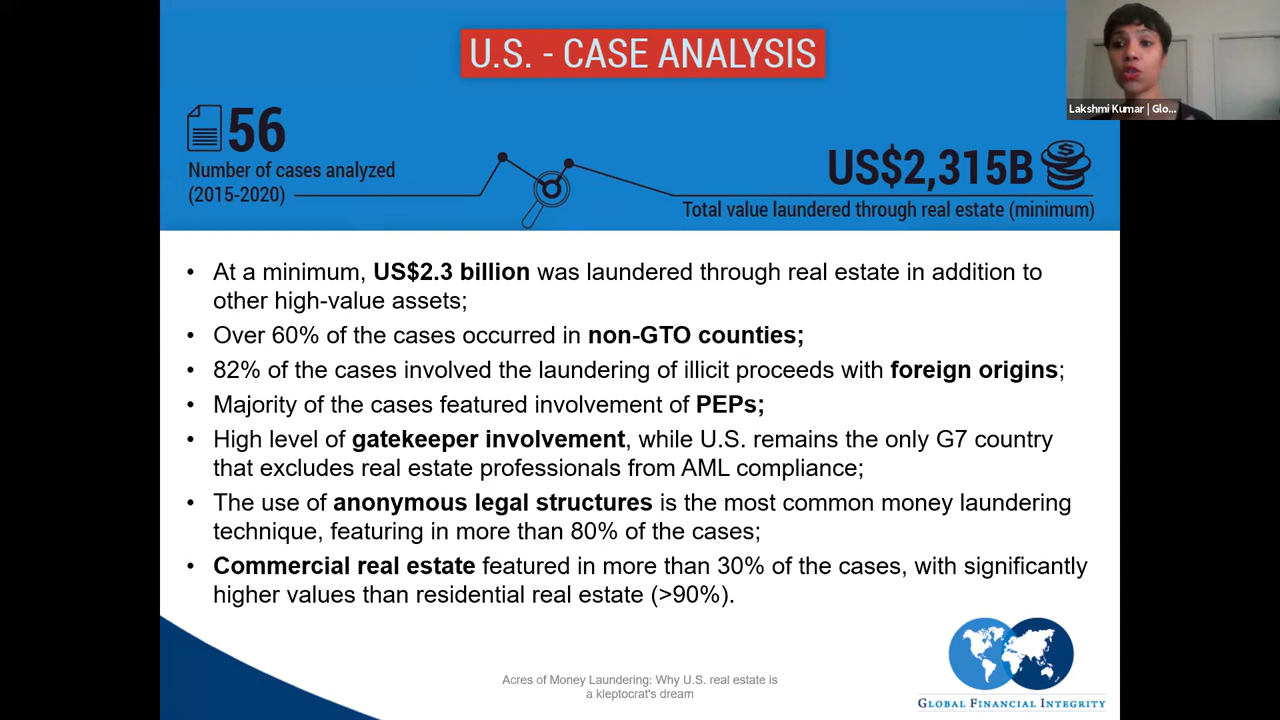 U.S. - CASE ANALYSIS
Lakshmi Kumar | Glo...
56
Number of cases analyzed
(2015-2020)
US$2,315B
Total value laundered through real estate (minimum)
• At a minimum, US$2.3 billion was laundered through real estate in addition to
other high-value assets;
• Over 60% of the cases occurred in non-GTO counties;
• 82% of the cases involved the laundering of illicit proceeds with foreign origins;
• Majority of the cases featured involvement of PEPs;
• High level of gatekeeper involvement, while U.S. remains the only G7 country
that excludes real estate professionals from AML compliance;
• The use of anonymous legal structures is the most common money laundering
technique, featuring in more than 80% of the cases;
• Commercial real estate featured in more than 30% of the cases, with significantly
higher values than residential real estate (>90%).
Acres of Money Laundering: Why U.S. real estate is
a kleptocrat's dream
GLOBAL FINANCIAL INTEGRITY